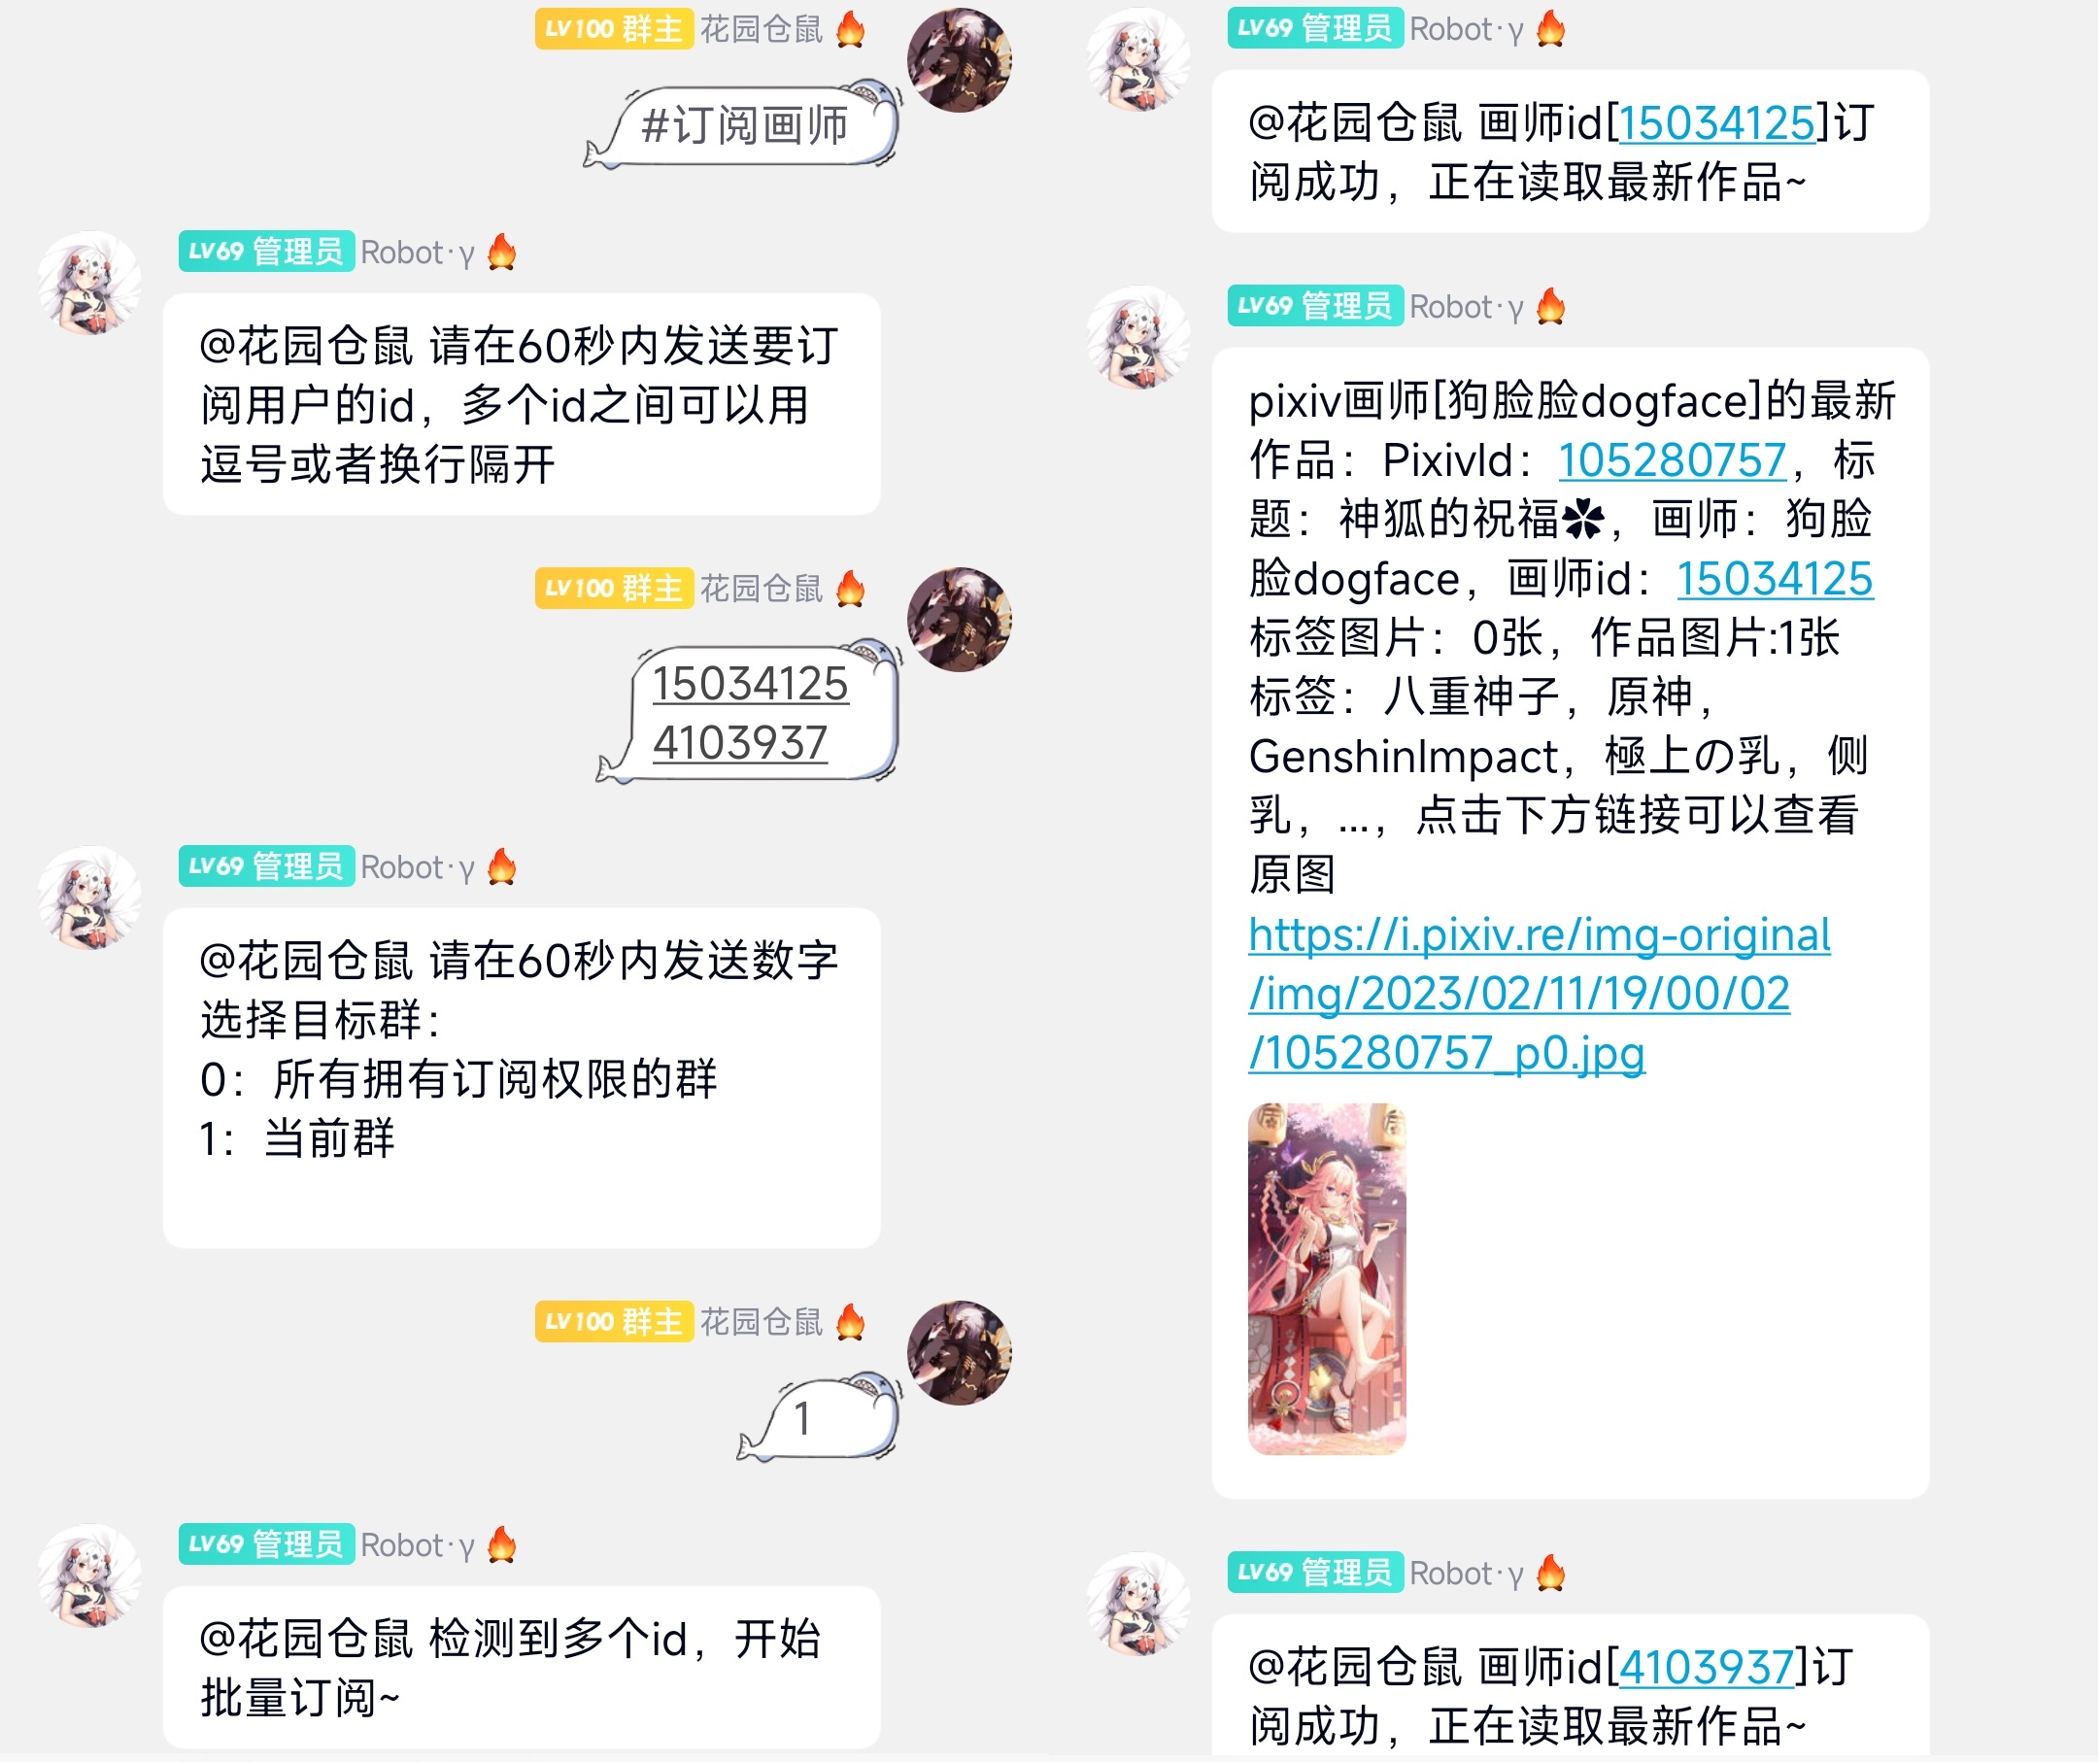 LV100 群主 花园仓鼠
#订阅画师
LV69 管理员 Robot·γ
@花园仓鼠 请在60秒内发送要订
阅用户的id，多个id之间可以用
逗号或者换行隔开
LV100 群主 花园仓鼠
15034125
4103937
LV69 管理员 Robot·γ
@花园仓鼠 请在60秒内发送数字
选择目标群：
0：所有拥有订阅权限的群
1：当前群
LV100 群主 花园仓鼠
1
LV69 管理员 Robot·γ
@花园仓鼠 检测到多个id，开始
批量订阅~
LV69 管理员 Robot·γ
@花园仓鼠 画师id[15034125]订
阅成功，正在读取最新作品~
LV69 管理员 Robot·γ
pixiv画师[狗脸脸dogface]的最新
作品：PixivId：105280757，标
题：神狐的祝福✿，画师：狗脸
脸dogface，画师id：15034125
标签图片：0张，作品图片:1张
标签：八重神子，原神，
GenshinImpact，極上の乳，侧
乳，...，点击下方链接可以查看
原图
https://i.pixiv.re/img-original
/img/2023/02/11/19/00/02
/105280757_p0.jpg
LV69 管理员 Robot·γ
@花园仓鼠 画师id[4103937]订
阅成功，正在读取最新作品~